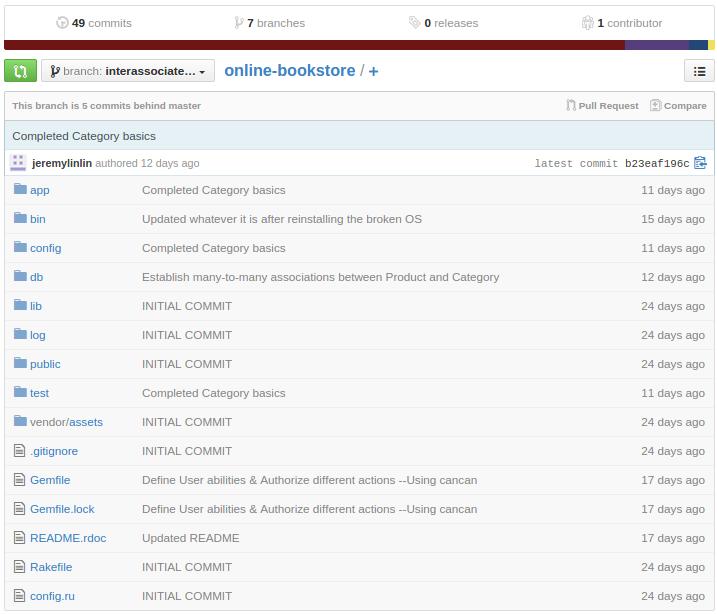 49 commits 7 branches 0 releases 1 contributor
branch: interassociate… online-bookstore / +
This branch is 5 commits behind master Pull Request Compare
Completed Category basics
jeremylinlin authored 12 days ago latest commit b23eaf196c
app Completed Category basics 11 days ago
bin Updated whatever it is after reinstalling the broken OS 15 days ago
config Completed Category basics 11 days ago
db Establish many-to-many associations between Product and Category 12 days ago
lib INITIAL COMMIT 24 days ago
log INITIAL COMMIT 24 days ago
public INITIAL COMMIT 24 days ago
test Completed Category basics 11 days ago
vendor/assets INITIAL COMMIT 24 days ago
.gitignore INITIAL COMMIT 24 days ago
Gemfile Define User abilities & Authorize different actions --Using cancan 17 days ago
Gemfile.lock Define User abilities & Authorize different actions --Using cancan 17 days ago
README.rdoc Updated README 17 days ago
Rakefile INITIAL COMMIT 24 days ago
config.ru INITIAL COMMIT 24 days ago